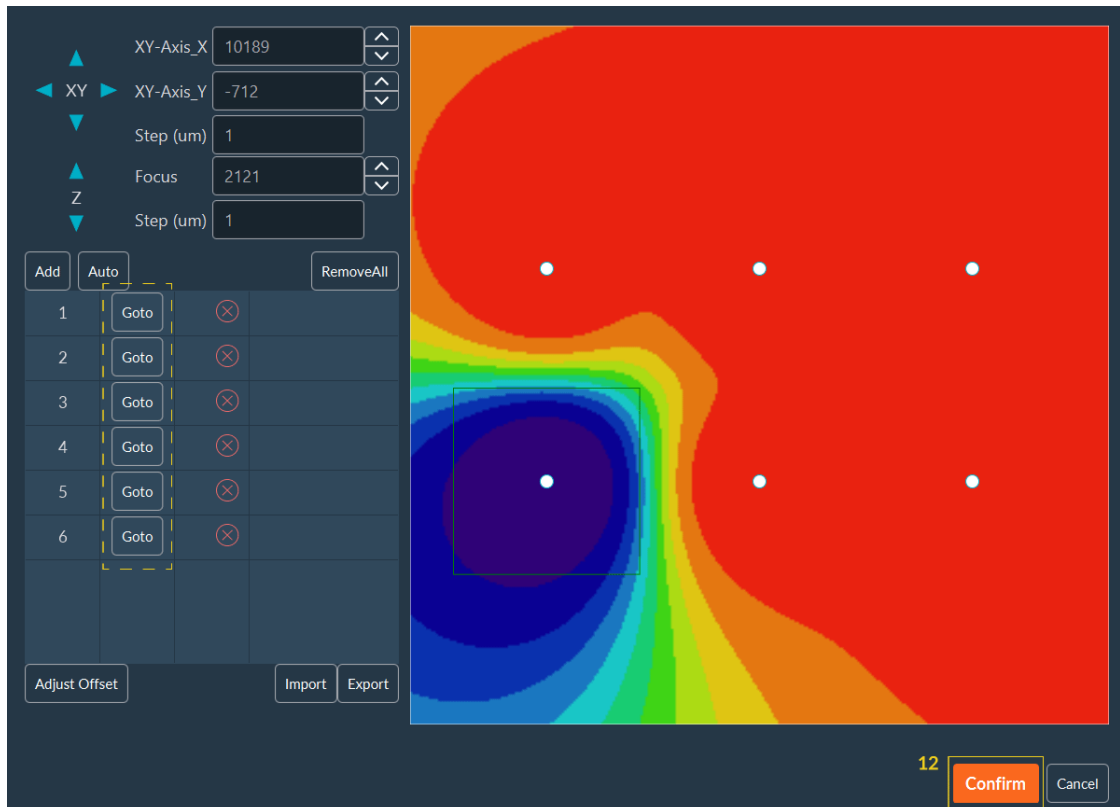 XY-Axis_X 10189
XY XY-Axis_Y -712
Step (um) 1
Focus 2121
Z
Step (um) 1
Add Auto RemoveAll
1 Goto
2 Goto
3 Goto
4 Goto
5 Goto
6 Goto
Adjust Offset Import Export
12 Confirm Cancel